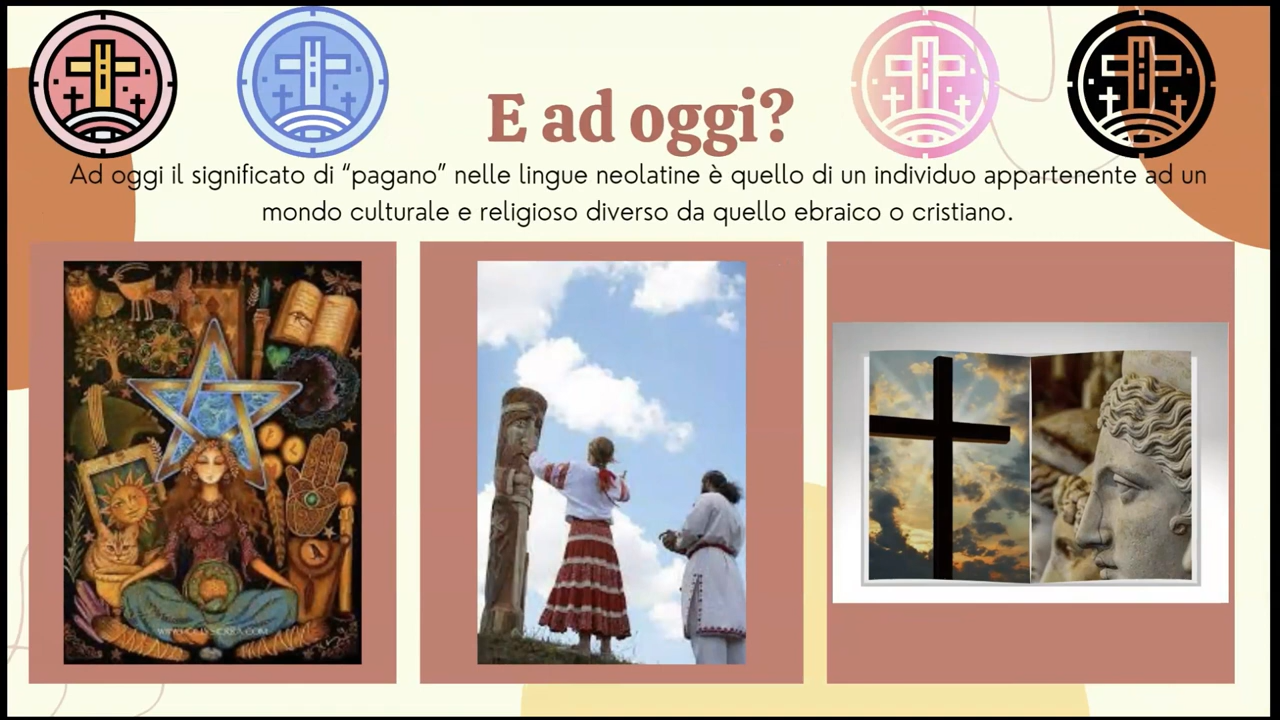 E ad oggi?
Ad oggi il significato di “pagano” nelle lingue neolatine è quello di un individuo appartenente ad un
mondo culturale e religioso diverso da quello ebraico o cristiano.